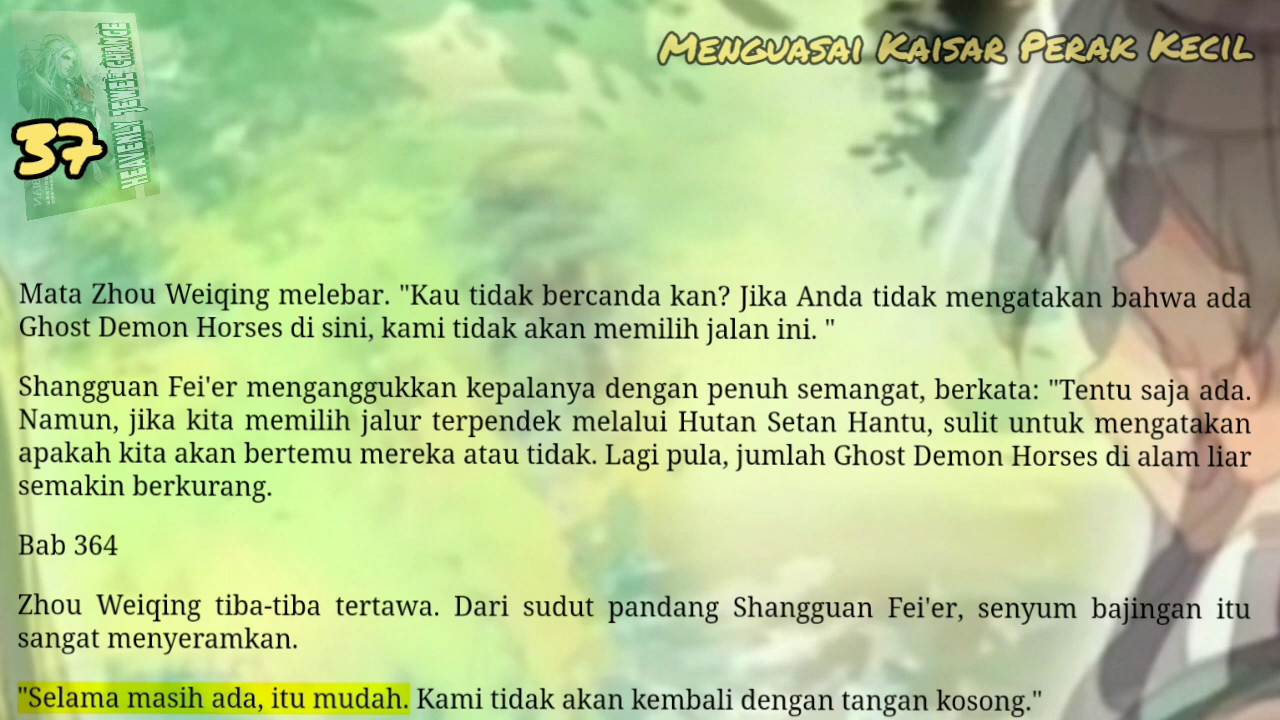 Menguasai Kaisar Perak Kecil
HEAVENLY JEWEL CHANGE
37
Mata Zhou Weiqing melebar. "Kau tidak bercanda kan? Jika Anda tidak mengatakan bahwa ada
Ghost Demon Horses di sini, kami tidak akan memilih jalan ini. "
Shangguan Fei'er menganggukkan kepalanya dengan penuh semangat, berkata: "Tentu saja ada.
Namun, jika kita memilih jalur terpendek melalui Hutan Setan Hantu, sulit untuk mengatakan
apakah kita akan bertemu mereka atau tidak. Lagi pula, jumlah Ghost Demon Horses di alam liar
semakin berkurang.
Bab 364
Zhou Weiqing tiba-tiba tertawa. Dari sudut pandang Shangguan Fei'er, senyum bajingan itu
sangat menyeramkan.
"Selama masih ada, itu mudah. Kami tidak akan kembali dengan tangan kosong."